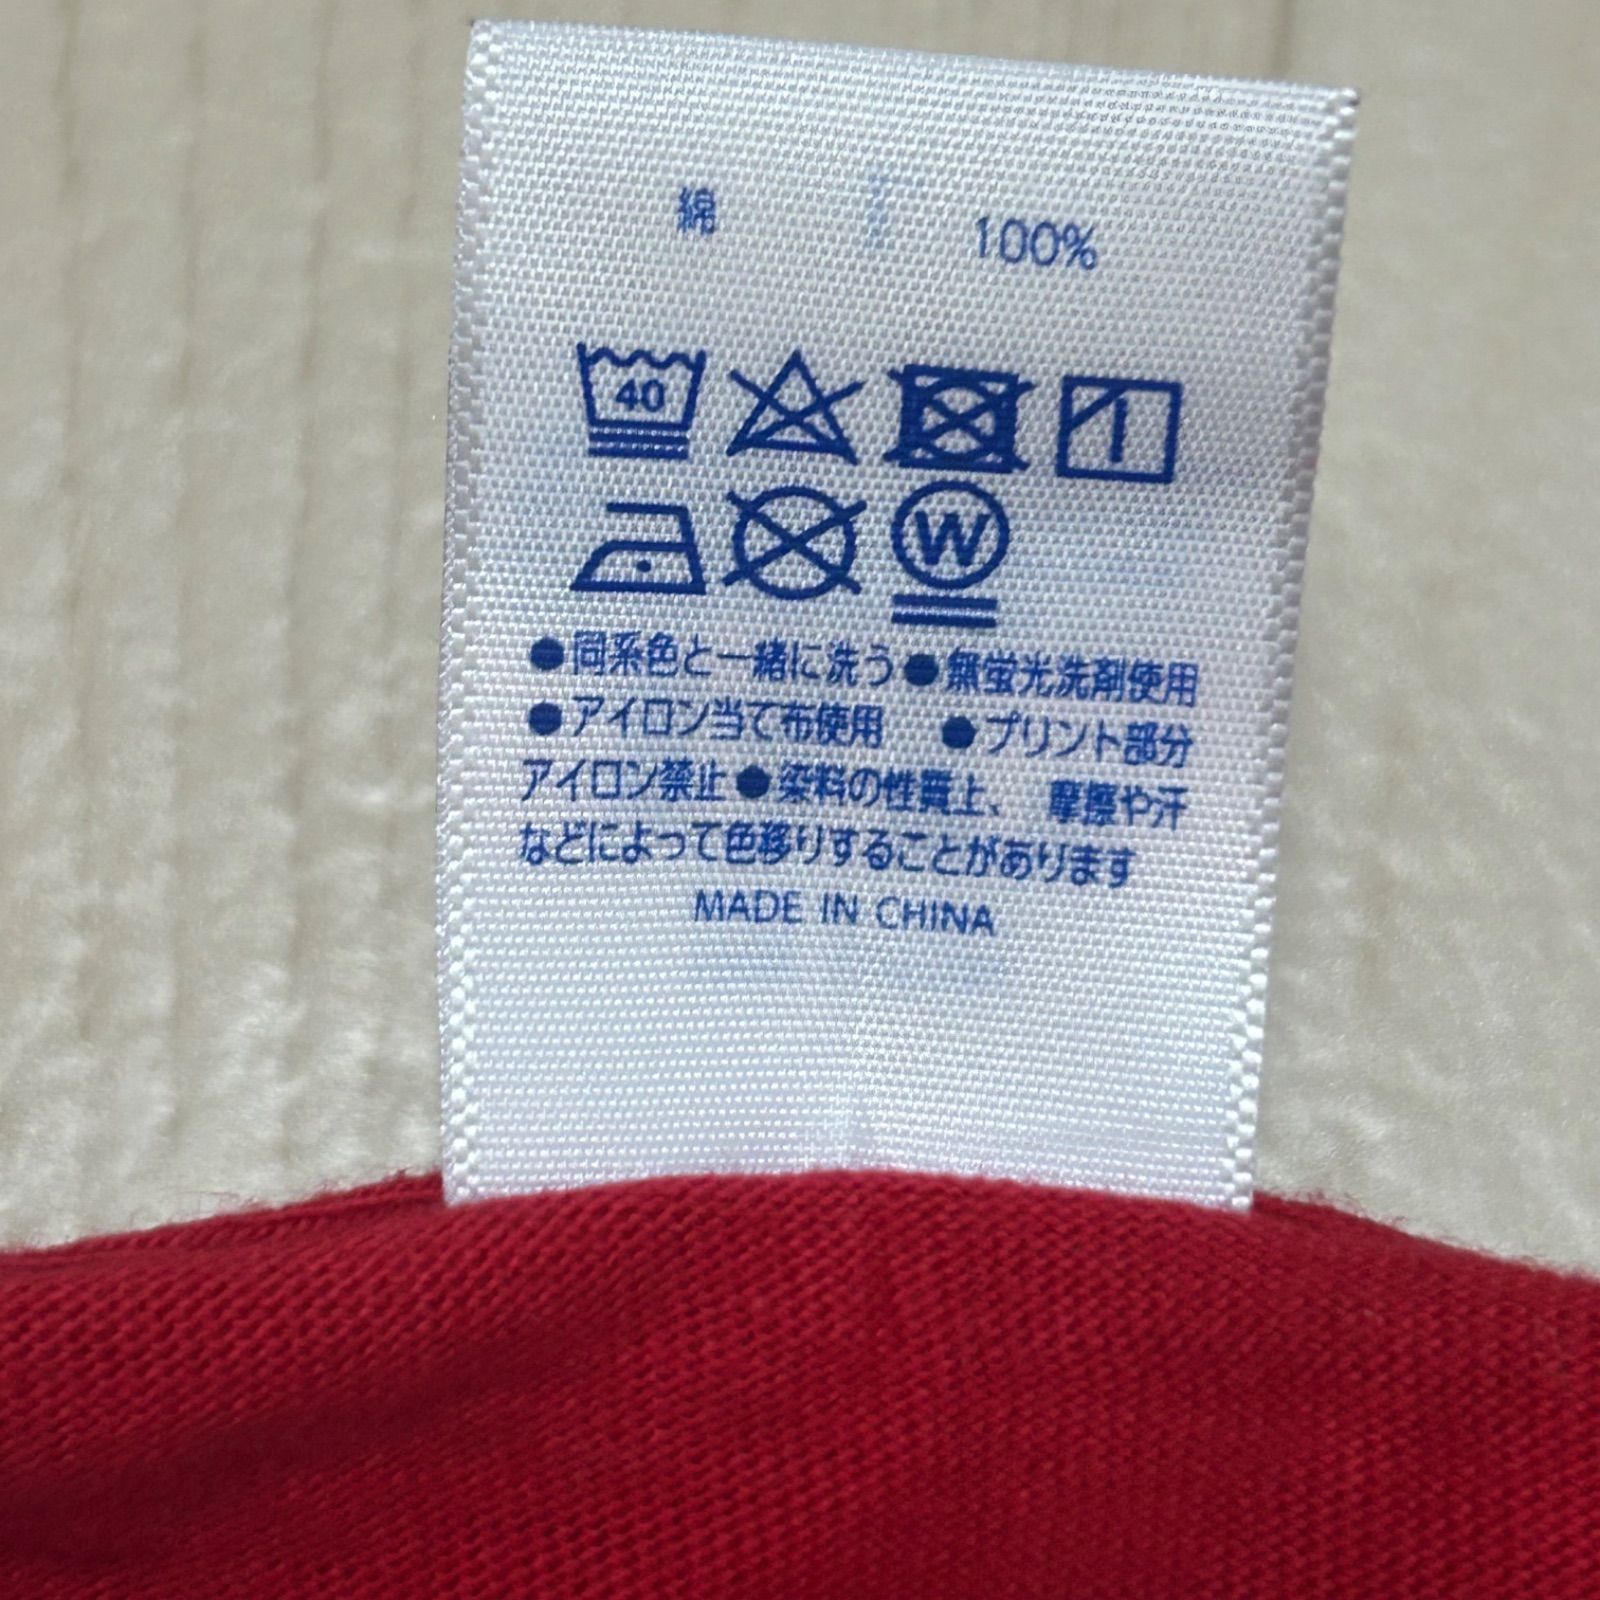 綿 100%
40
W
●同系色と一緒に洗う●無蛍光洗剤使用
●アイロン当て布使用 ●プリント部分
アイロン禁止●染料の性質上、 摩擦や汗
などによって色移りすることがあります
MADE IN CHINA